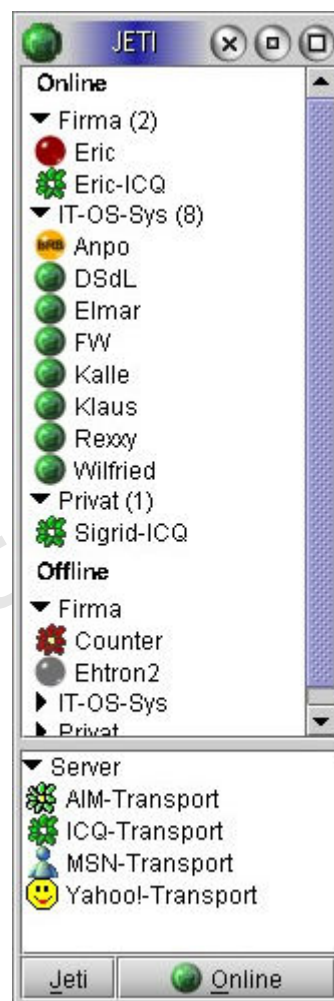 JETI
Online
Firma (2)
Eric
Eric-ICQ
IT-OS-Sys (8)
BRB Anpo
DSdL
Elmar
FW
Kalle
Klaus
Rexxy
Wilfried
Privat (1)
Sigrid-ICQ
Offline
Firma
Counter
Ehtron2
IT-OS-Sys
Privat
Server
AIM-Transport
ICQ-Transport
MSN-Transport
Yahoo!-Transport
Jeti Online